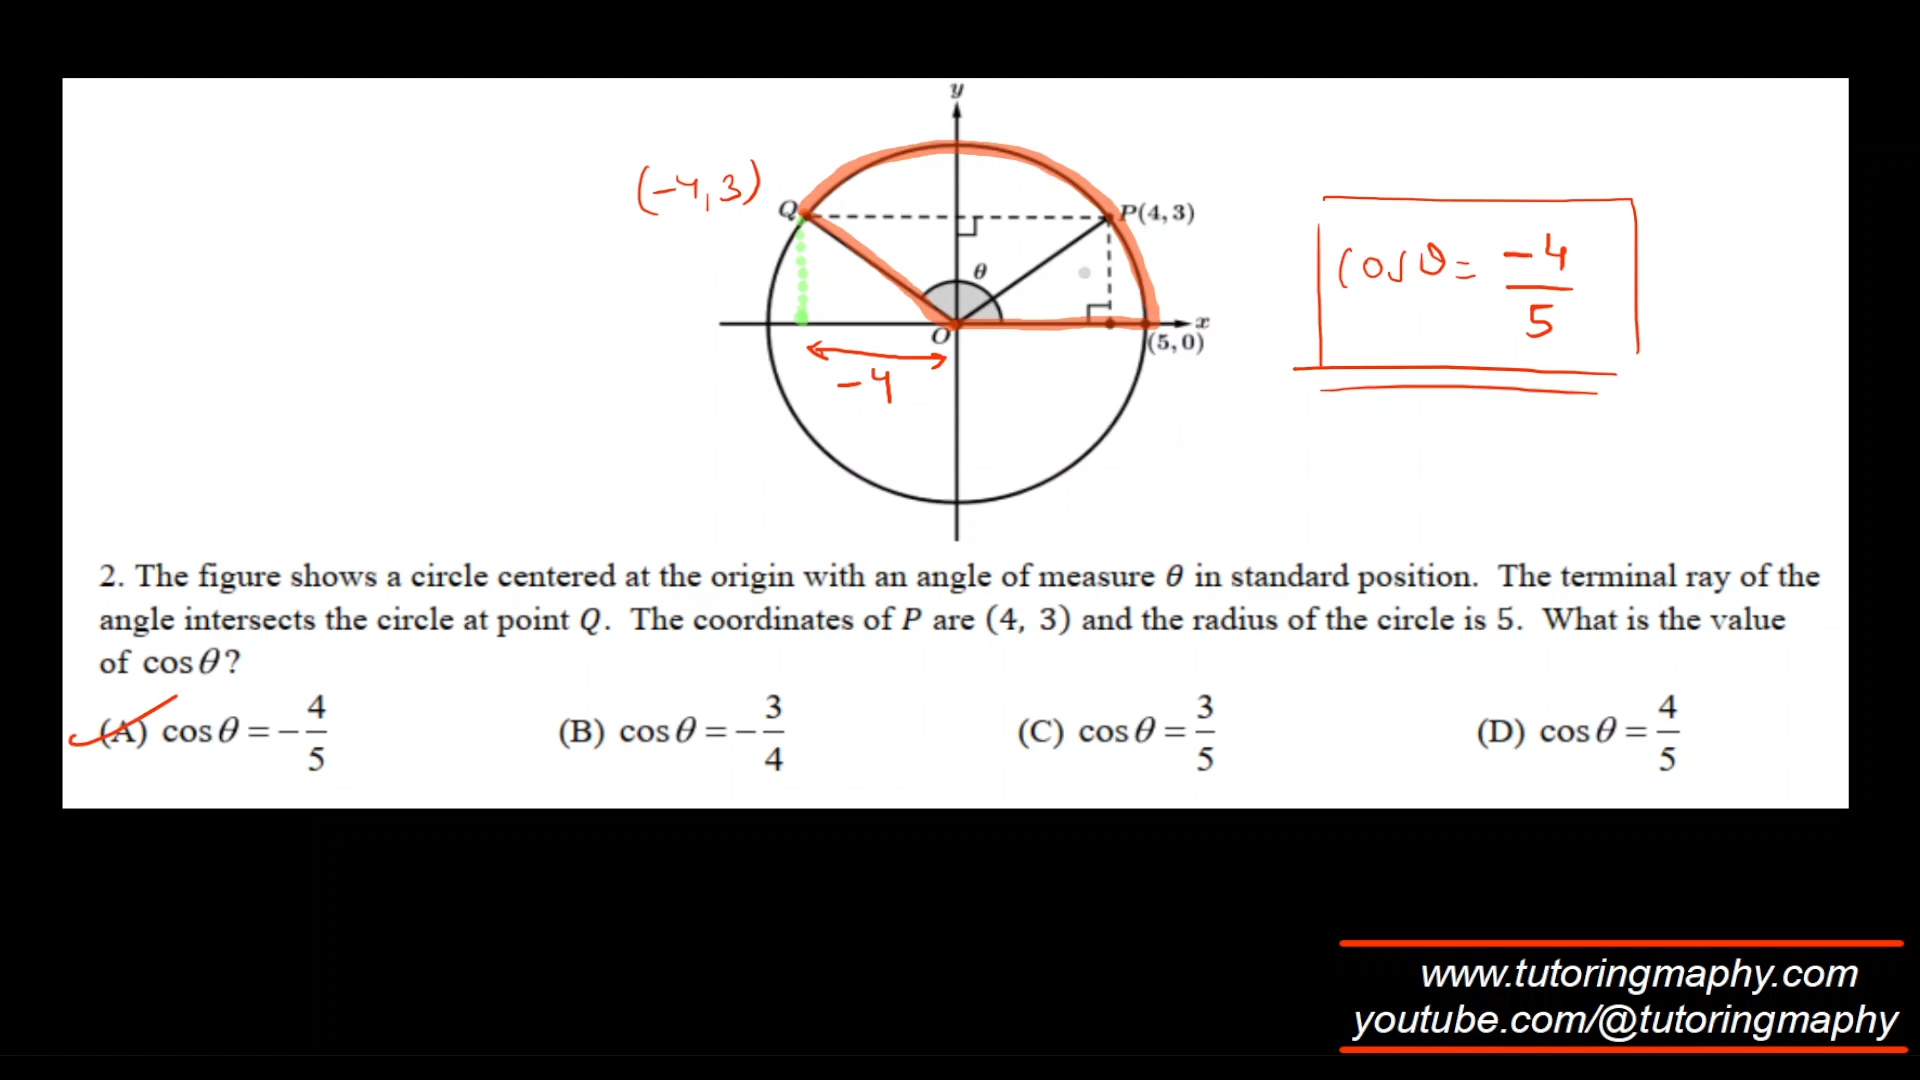 y
(-4,3)
Q
P(4, 3)
θ
cosθ = -4/5
O
x
(5, 0)
-4
2. The figure shows a circle centered at the origin with an angle of measure θ in standard position. The terminal ray of the
angle intersects the circle at point Q. The coordinates of P are (4, 3) and the radius of the circle is 5. What is the value
of cos θ?
(A) cos θ = -4/5 (B) cos θ = -3/4 (C) cos θ = 3/5 (D) cos θ = 4/5
www.tutoringmaphy.com
youtube.com/@tutoringmaphy